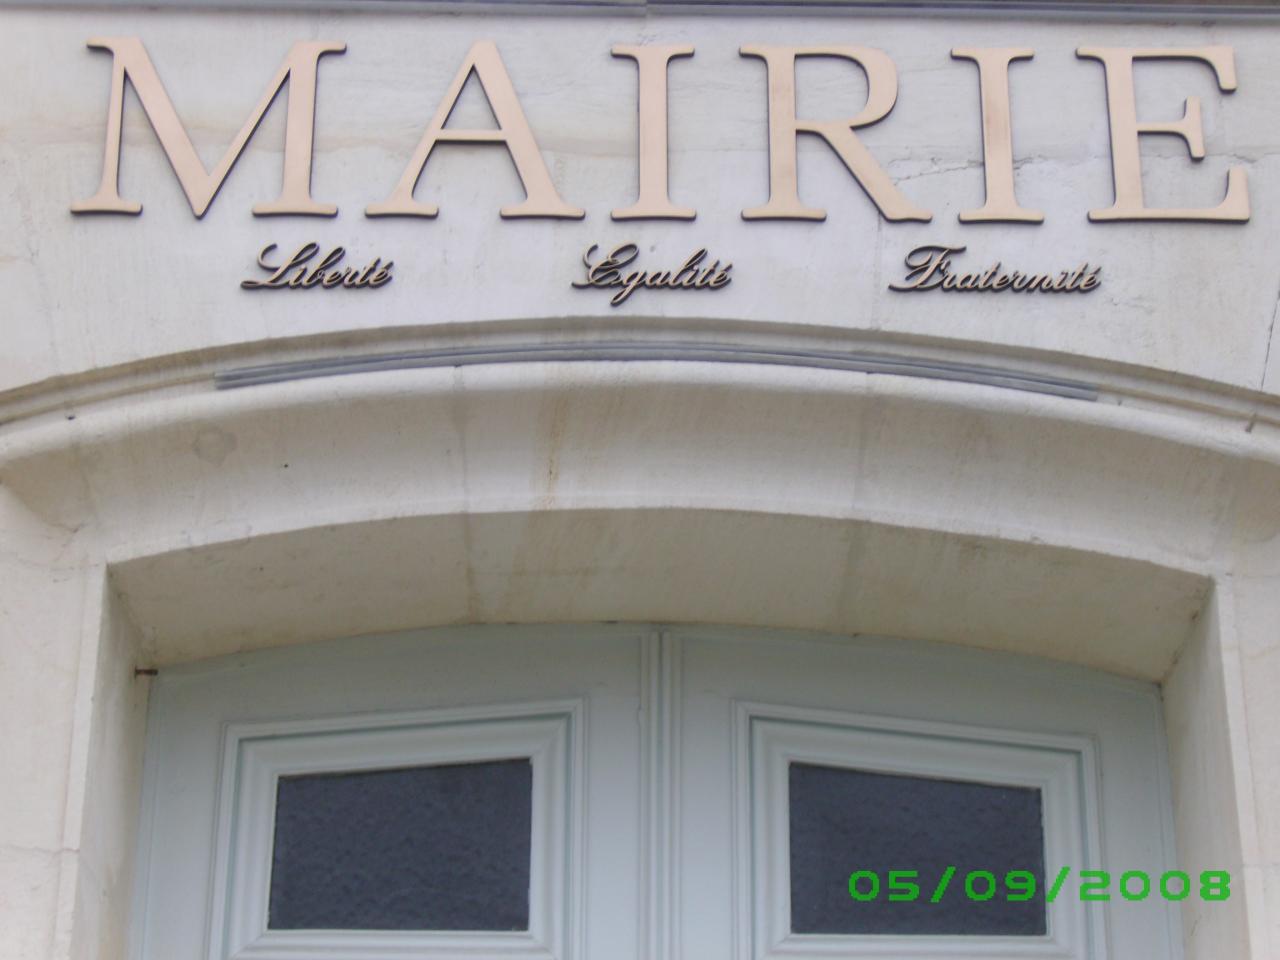 MAIRIE
Liberté Egalité Fraternité
05/09/2008